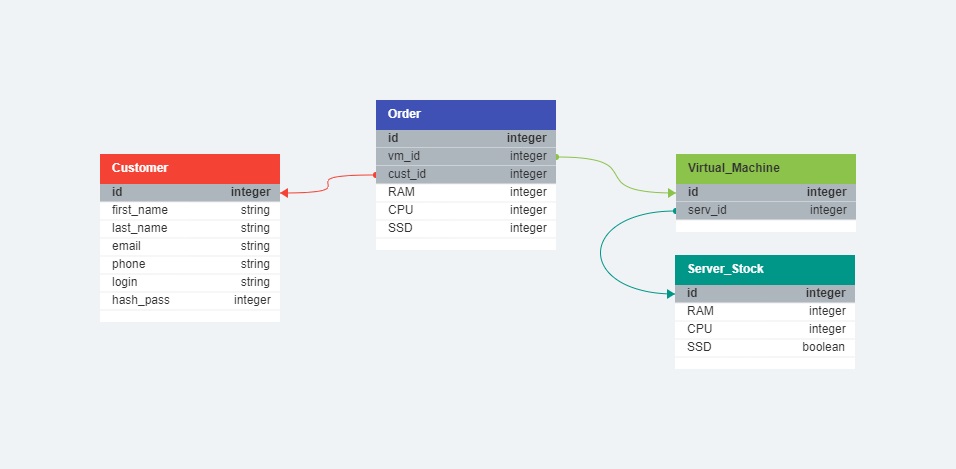 Customer
id integer
first_name string
last_name string
email string
phone string
login string
hash_pass integer
Order
id integer
vm_id integer
cust_id integer
RAM integer
CPU integer
SSD integer
Virtual_Machine
id integer
serv_id integer
Server_Stock
id integer
RAM integer
CPU integer
SSD boolean